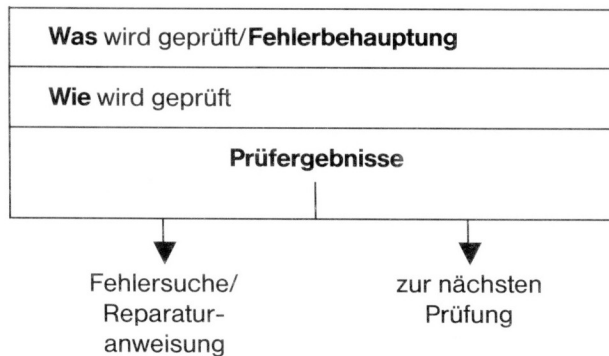 Was wird geprüft/Fehlerbehauptung
Wie wird geprüft
Prüfergebnisse
Fehlersuche/
Reparatur-
anweisung
zur nächsten
Prüfung